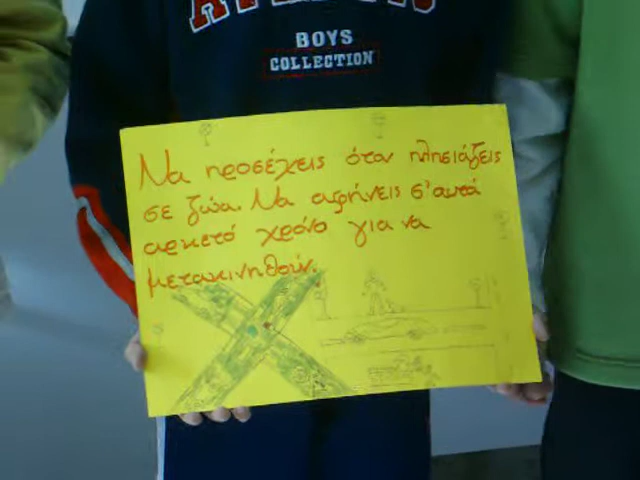 BOYS
COLLECTION
Να προσέχεις όταν πλησιάζεις
σε ζώα. Να αφήνεις σ'αυτά
αρκετό χρόνο για να
μετακινηθούν.